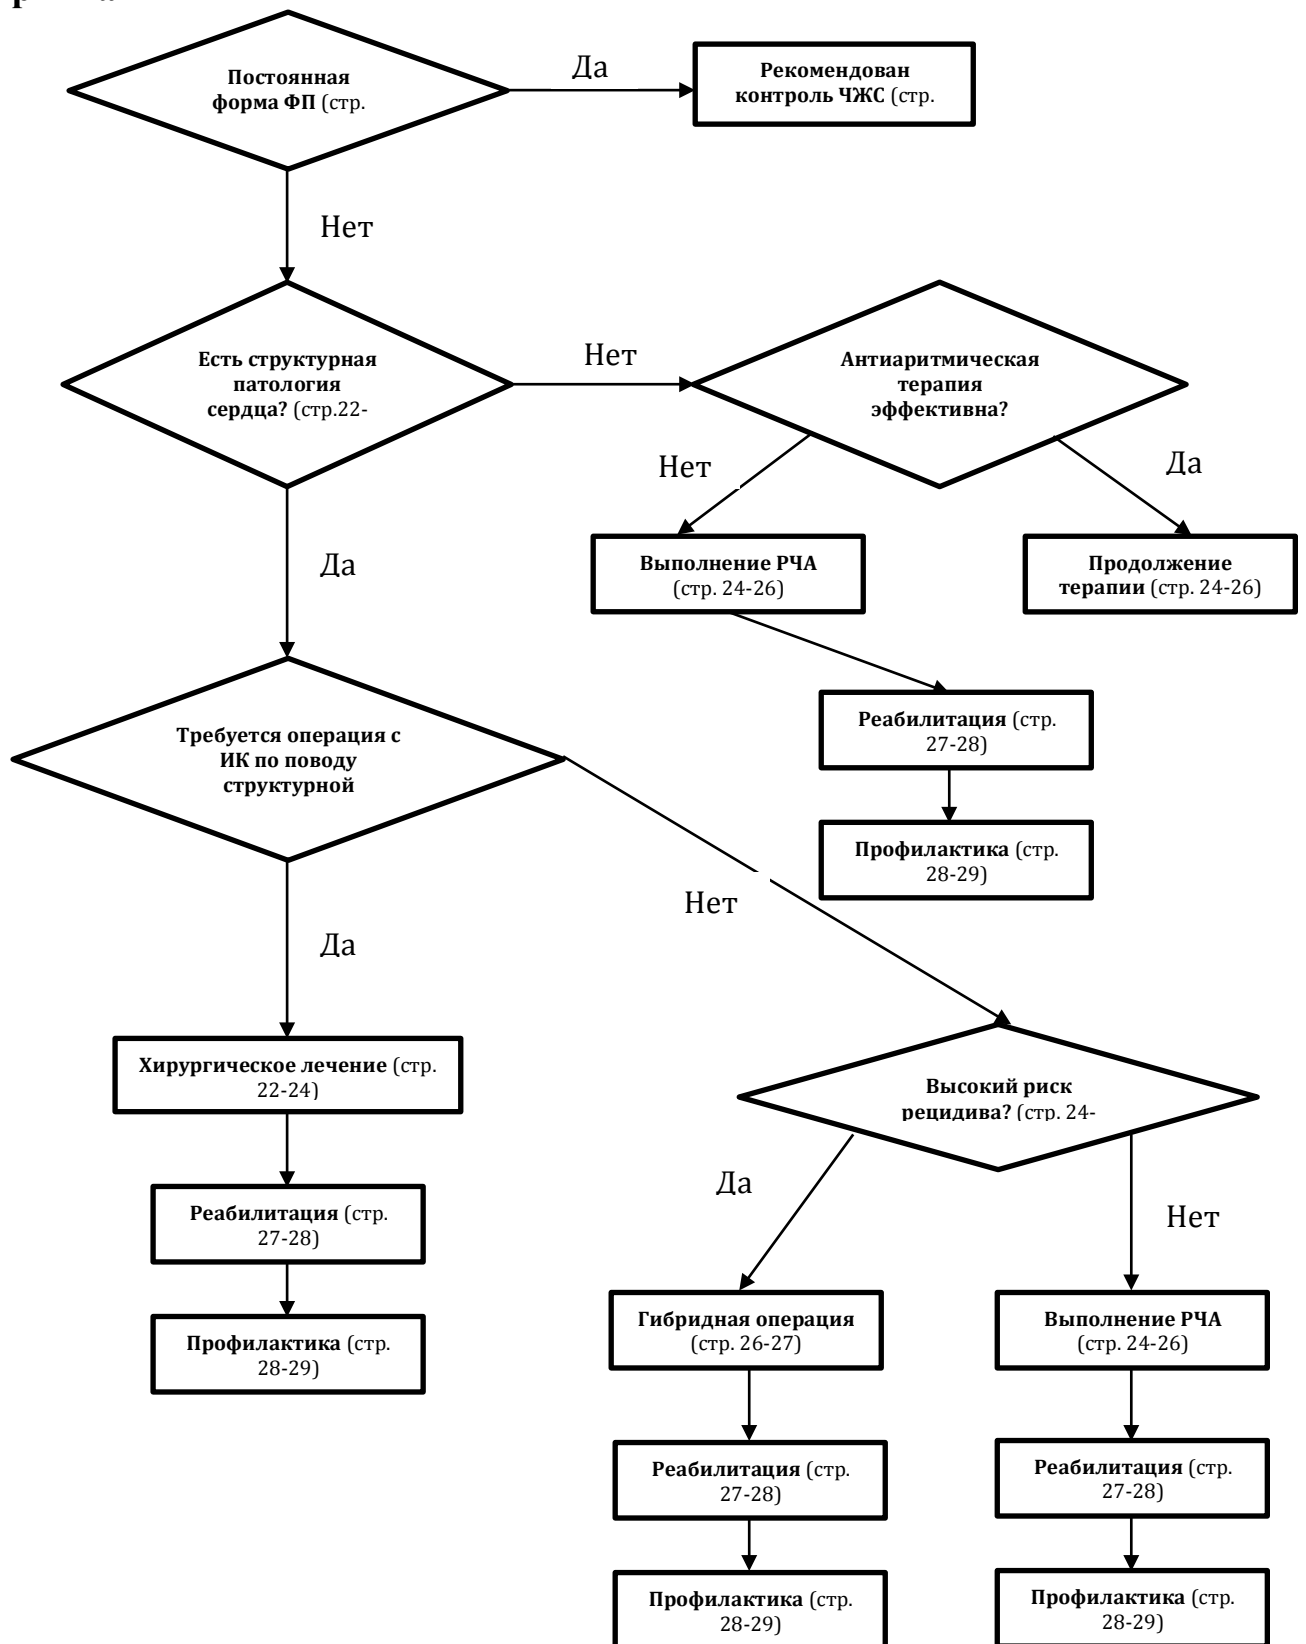 Постоянная
форма ФП (стр.
Да
Рекомендован
контроль ЧЖС (стр.
Нет
Есть структурная
патология
сердца? (стр.22-
Нет
Антиаритмическая
терапия
эффективна?
Нет
Да
Выполнение РЧА
(стр. 24-26)
Продолжение
терапии (стр. 24-26)
Да
Реабилитация (стр.
27-28)
Профилактика (стр.
28-29)
Требуется операция с
ИК по поводу
структурной
Нет
Да
Хирургическое лечение (стр.
22-24)
Реабилитация (стр.
27-28)
Профилактика (стр.
28-29)
Высокий риск
рецидива? (стр. 24-
Да
Нет
Гибридная операция
(стр. 26-27)
Реабилитация (стр.
27-28)
Профилактика (стр.
28-29)
Выполнение РЧА
(стр. 24-26)
Реабилитация (стр.
27-28)
Профилактика (стр.
28-29)